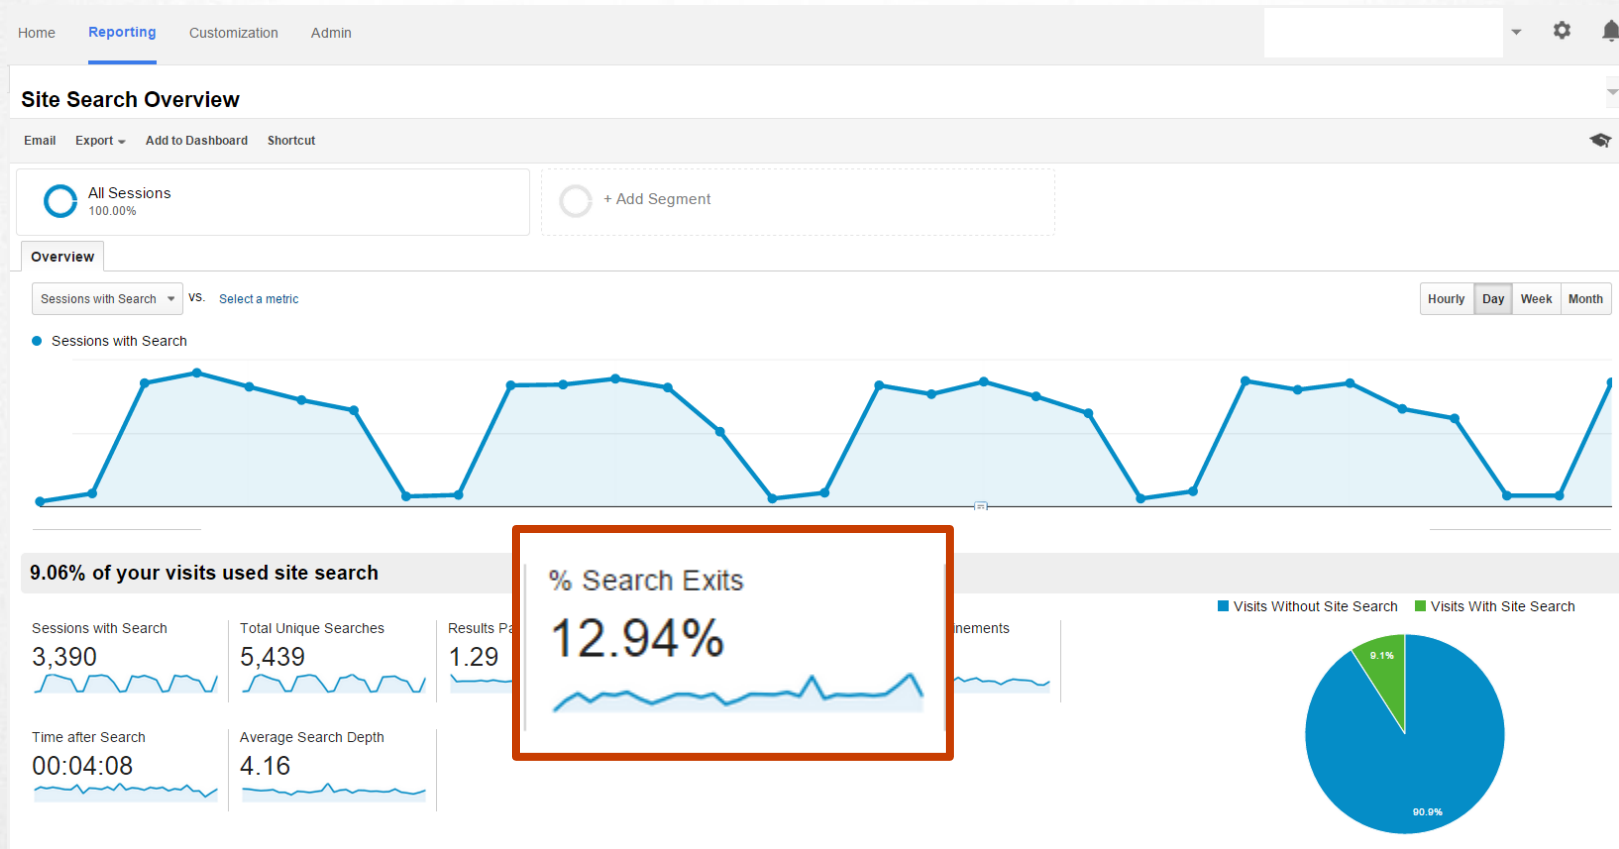 Home Reporting Customization Admin
Site Search Overview
Email Export Add to Dashboard Shortcut
All Sessions
100.00%
+ Add Segment
Overview
Sessions with Search VS. Select a metric
Hourly Day Week Month
Sessions with Search
9.06% of your visits used site search
Visits Without Site Search Visits With Site Search
Sessions with Search
3,390
Total Unique Searches
5,439
Results
1.29
% Search Exits
12.94%
Time after Search
00:04:08
Average Search Depth
4.16
9.1%
90.9%